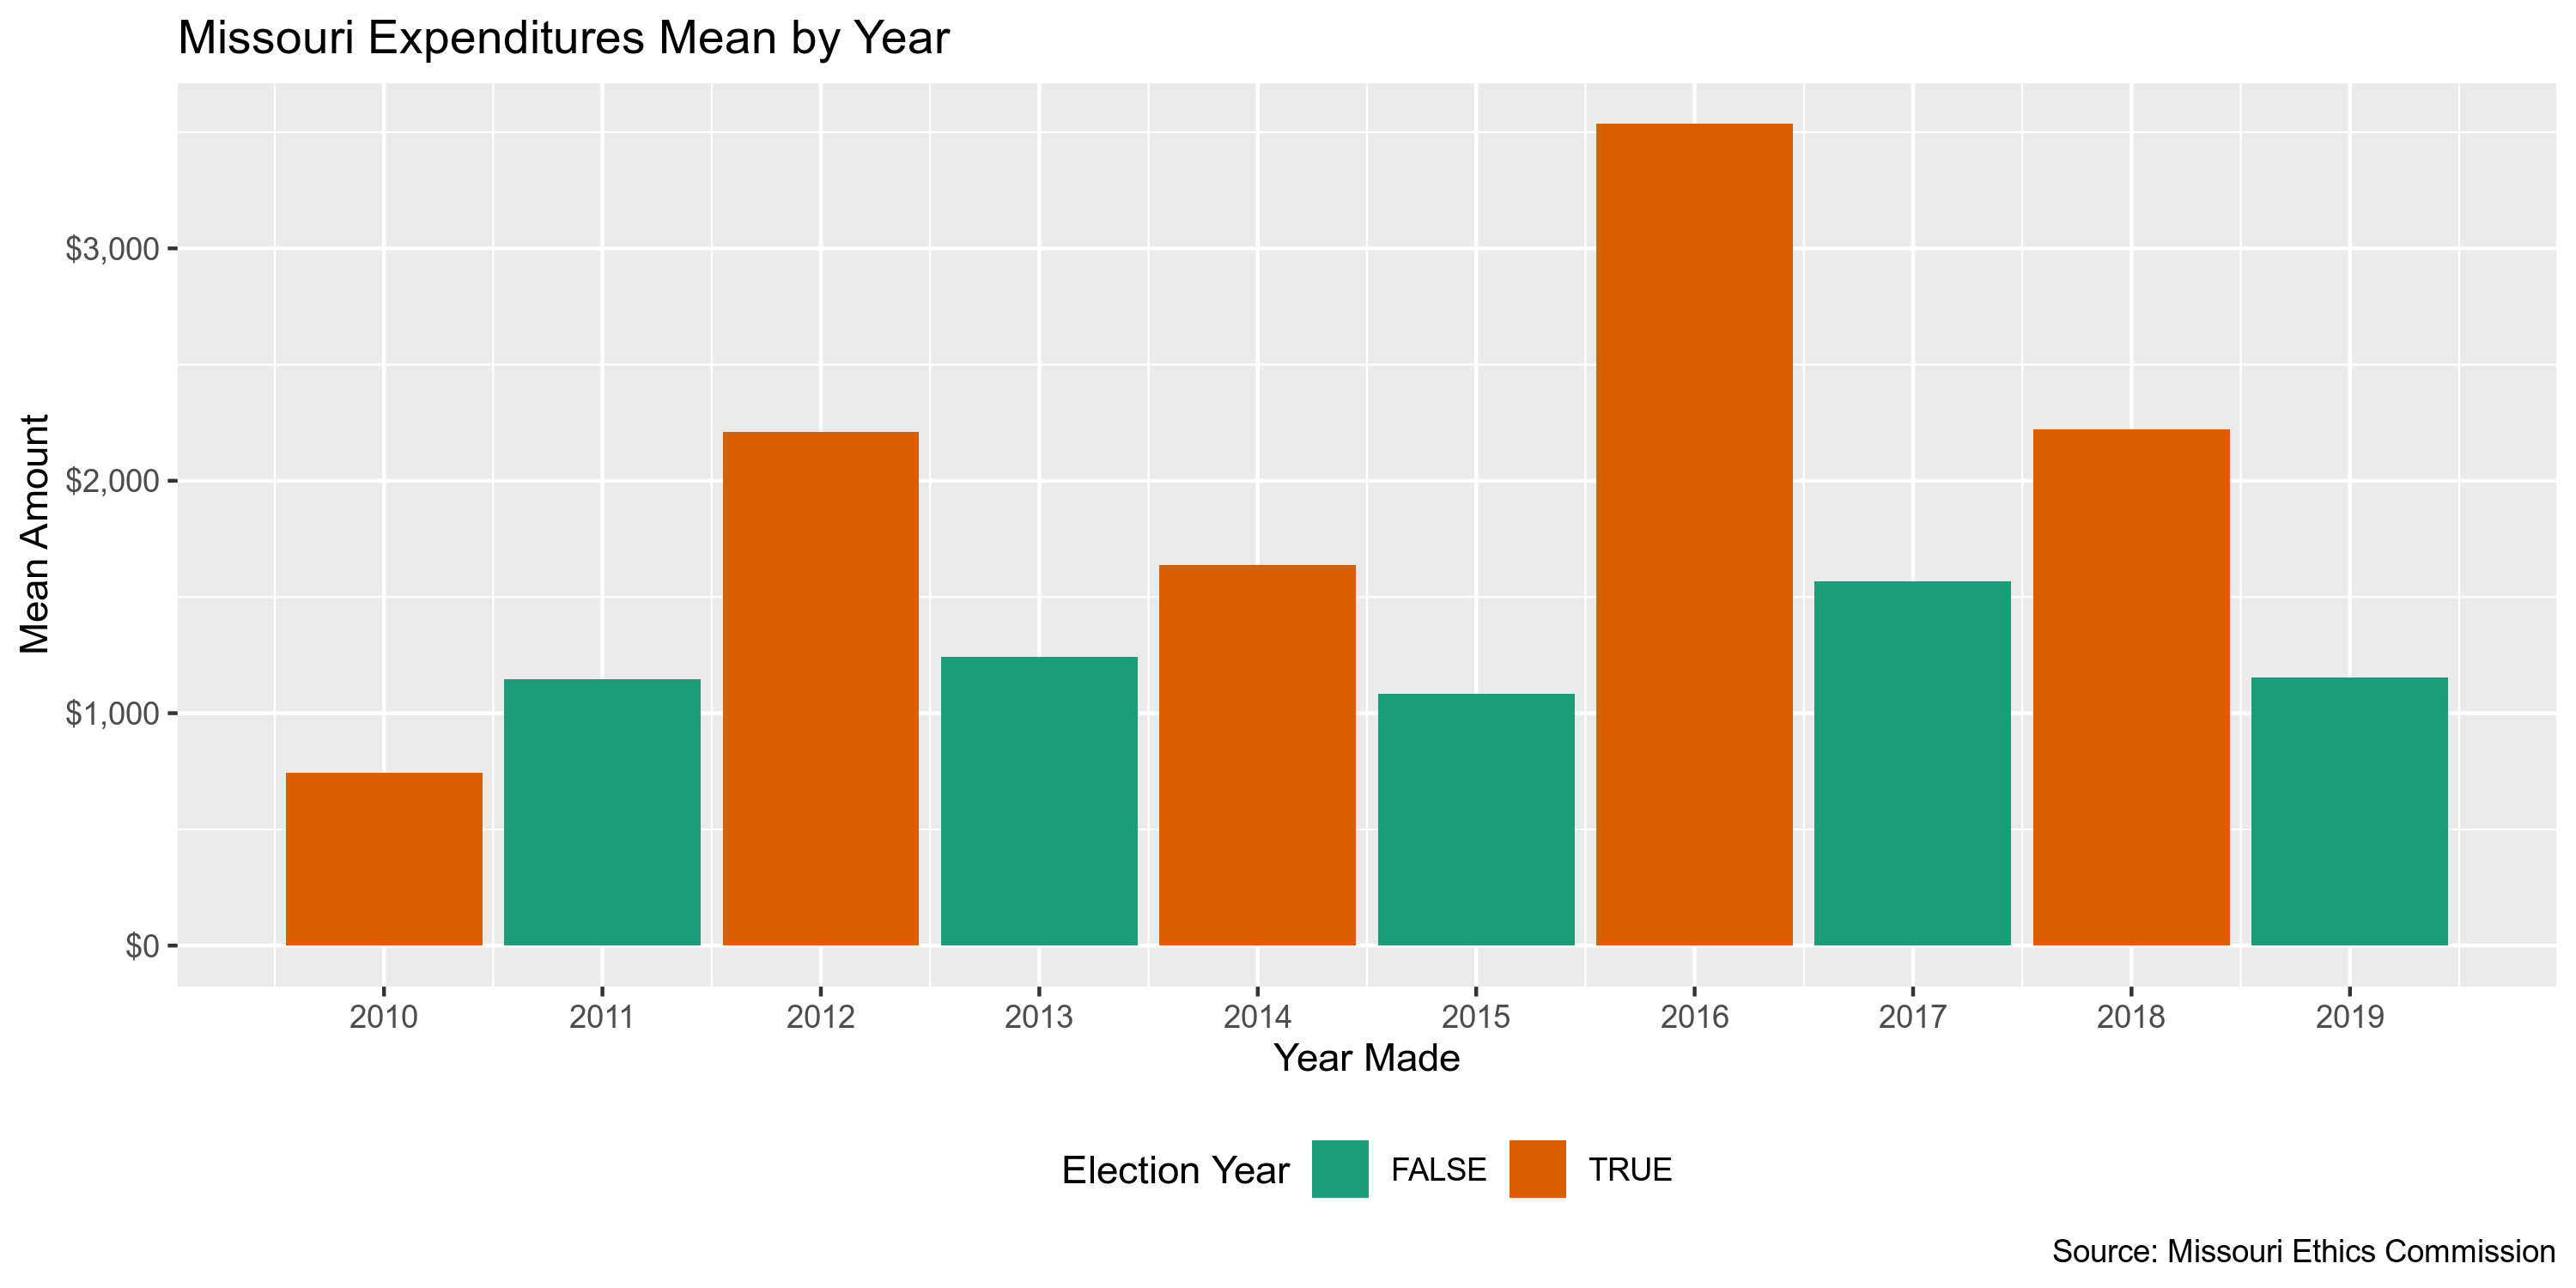 Missouri Expenditures Mean by Year
Mean Amount
$3,000
$2,000
$1,000
$0
2010 2011 2012 2013 2014 2015 2016 2017 2018 2019
Year Made
Election Year FALSE TRUE
Source: Missouri Ethics Commission